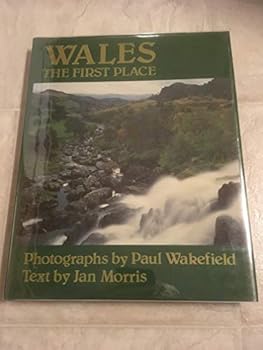 WALES
THE FIRST PLACE
Photographs by Paul Wakefield
Text by Jan Morris